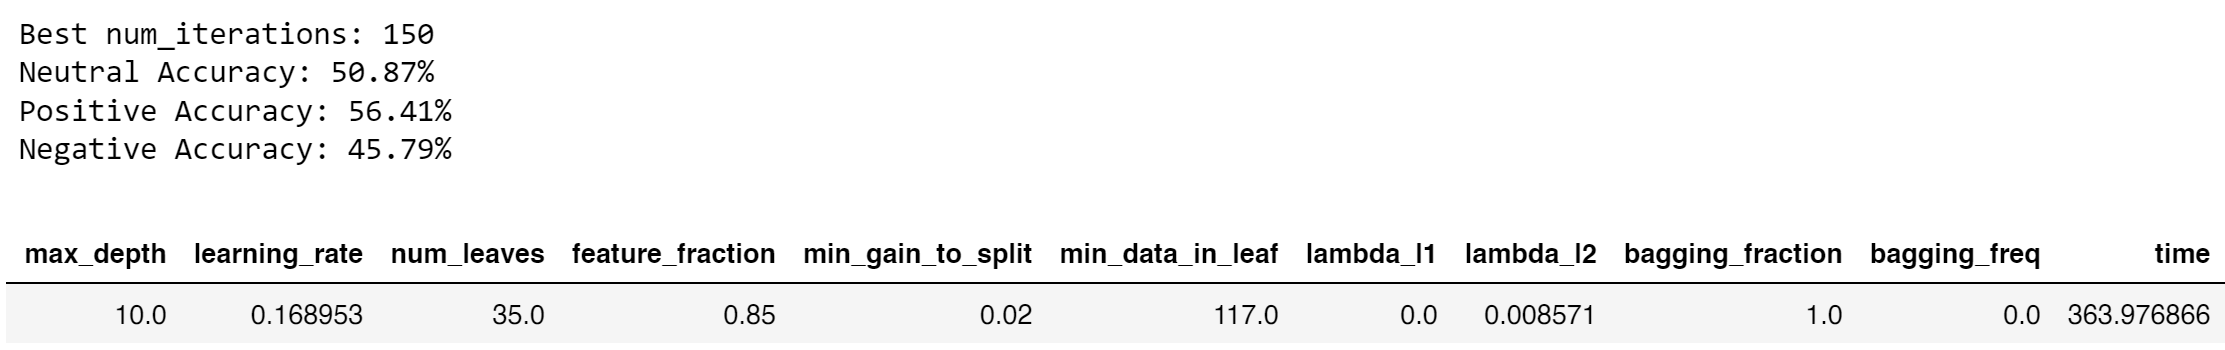 Best num_iterations: 150
Neutral Accuracy: 50.87%
Positive Accuracy: 56.41%
Negative Accuracy: 45.79%
max_depth learning_rate num_leaves feature_fraction min_gain_to_split min_data_in_leaf lambda_l1 lambda_l2 bagging_fraction bagging_freq time
10.0 0.168953 35.0 0.85 0.02 117.0 0.0 0.008571 1.0 0.0 363.976866